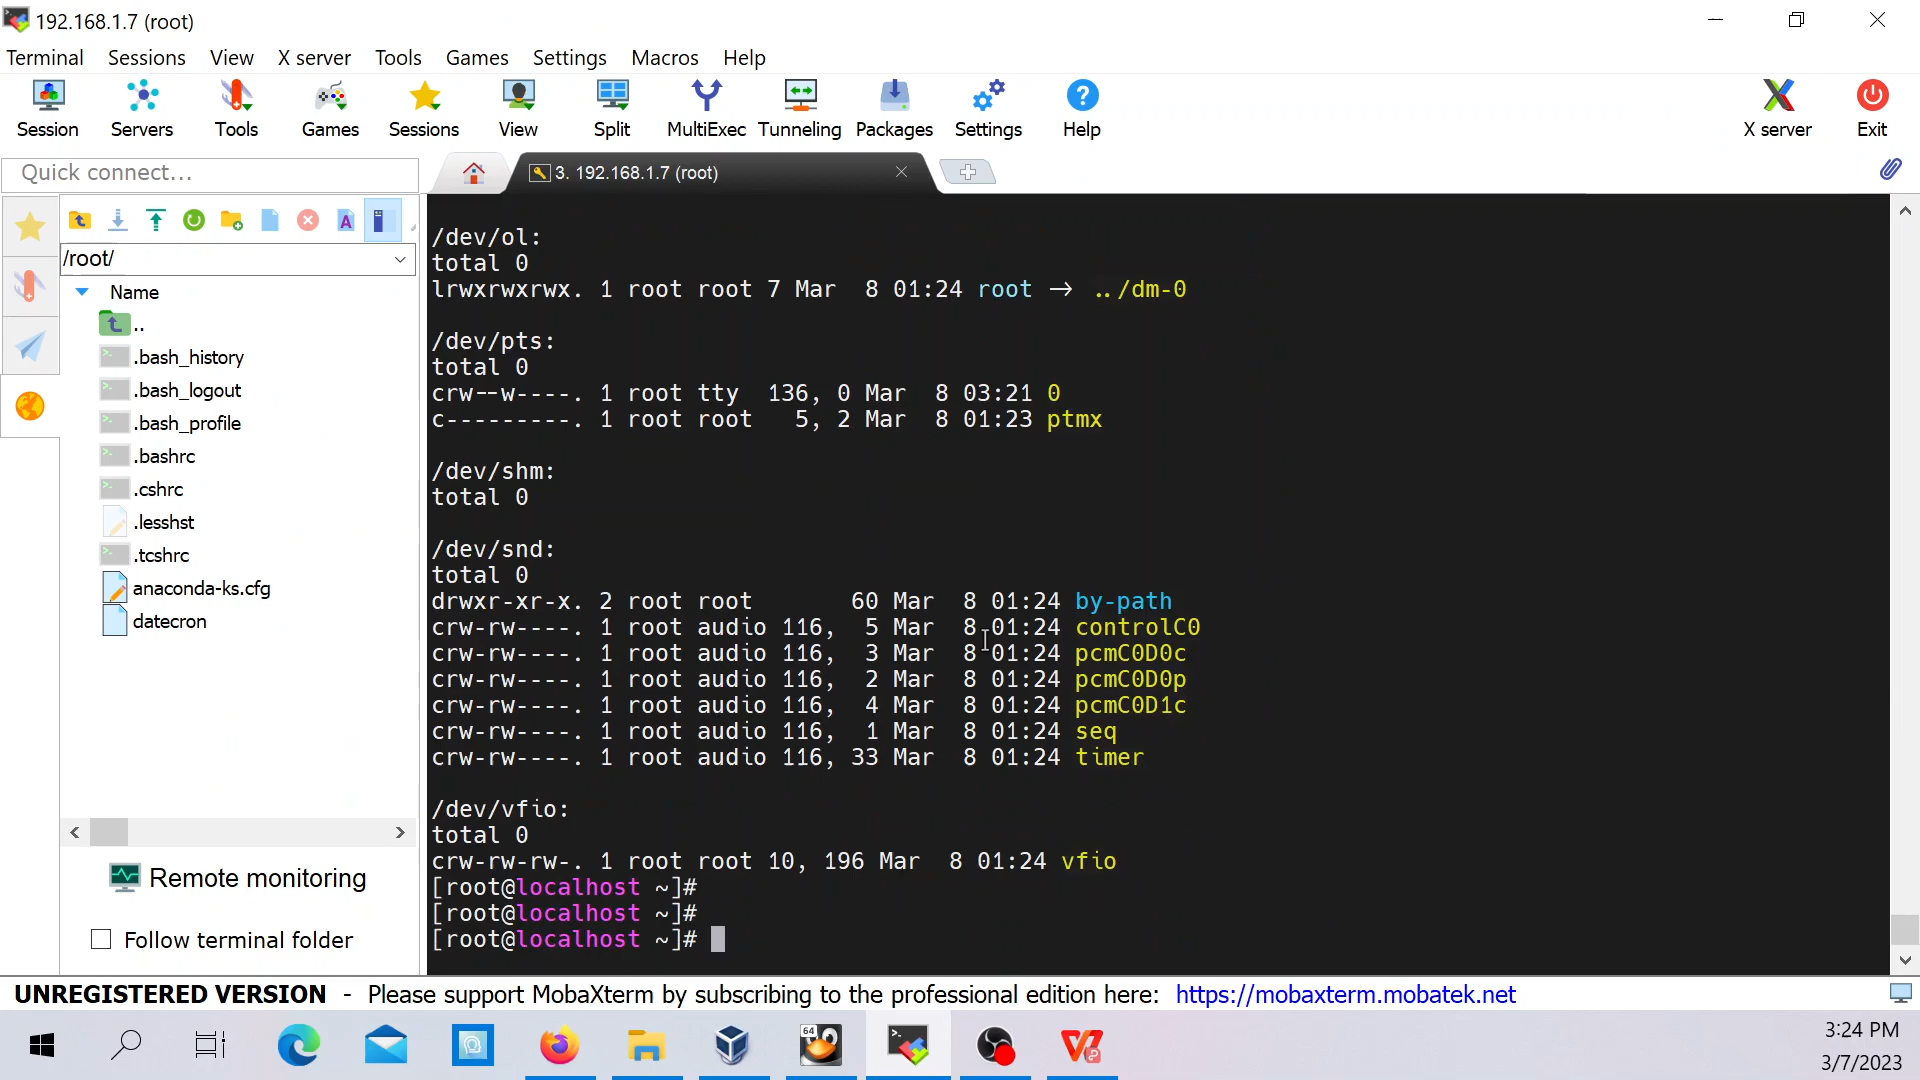 192.168.1.7 (root)
Terminal Sessions View X server Tools Games Settings Macros Help
Session Servers Tools Games Sessions View Split MultiExec Tunneling Packages Settings Help X server Exit
Quick connect...
3. 192.168.1.7 (root)
/root/
Name
..
.bash_history
.bash_logout
.bash_profile
.bashrc
.cshrc
.lesshst
.tcshrc
anaconda-ks.cfg
datecron
Remote monitoring
Follow terminal folder
/dev/ol:
total 0
lrwxrwxrwx. 1 root root 7 Mar  8 01:24 root → ../dm-0
/dev/pts:
total 0
crw--w----. 1 root tty  136, 0 Mar  8 03:21 0
c---------. 1 root root   5, 2 Mar  8 01:23 ptmx
/dev/shm:
total 0
/dev/snd:
total 0
drwxr-xr-x. 2 root root       60 Mar  8 01:24 by-path
crw-rw----. 1 root audio 116,  5 Mar  8 01:24 controlC0
crw-rw----. 1 root audio 116,  3 Mar  8 01:24 pcmC0D0c
crw-rw----. 1 root audio 116,  2 Mar  8 01:24 pcmC0D0p
crw-rw----. 1 root audio 116,  4 Mar  8 01:24 pcmC0D1c
crw-rw----. 1 root audio 116,  1 Mar  8 01:24 seq
crw-rw----. 1 root audio 116, 33 Mar  8 01:24 timer
/dev/vfio:
total 0
crw-rw-rw-. 1 root root 10, 196 Mar  8 01:24 vfio
[root@localhost ~]#
[root@localhost ~]#
[root@localhost ~]#
UNREGISTERED VERSION - Please support MobaXterm by subscribing to the professional edition here: https://mobaxterm.mobatek.net
64
3:24 PM
3/7/2023